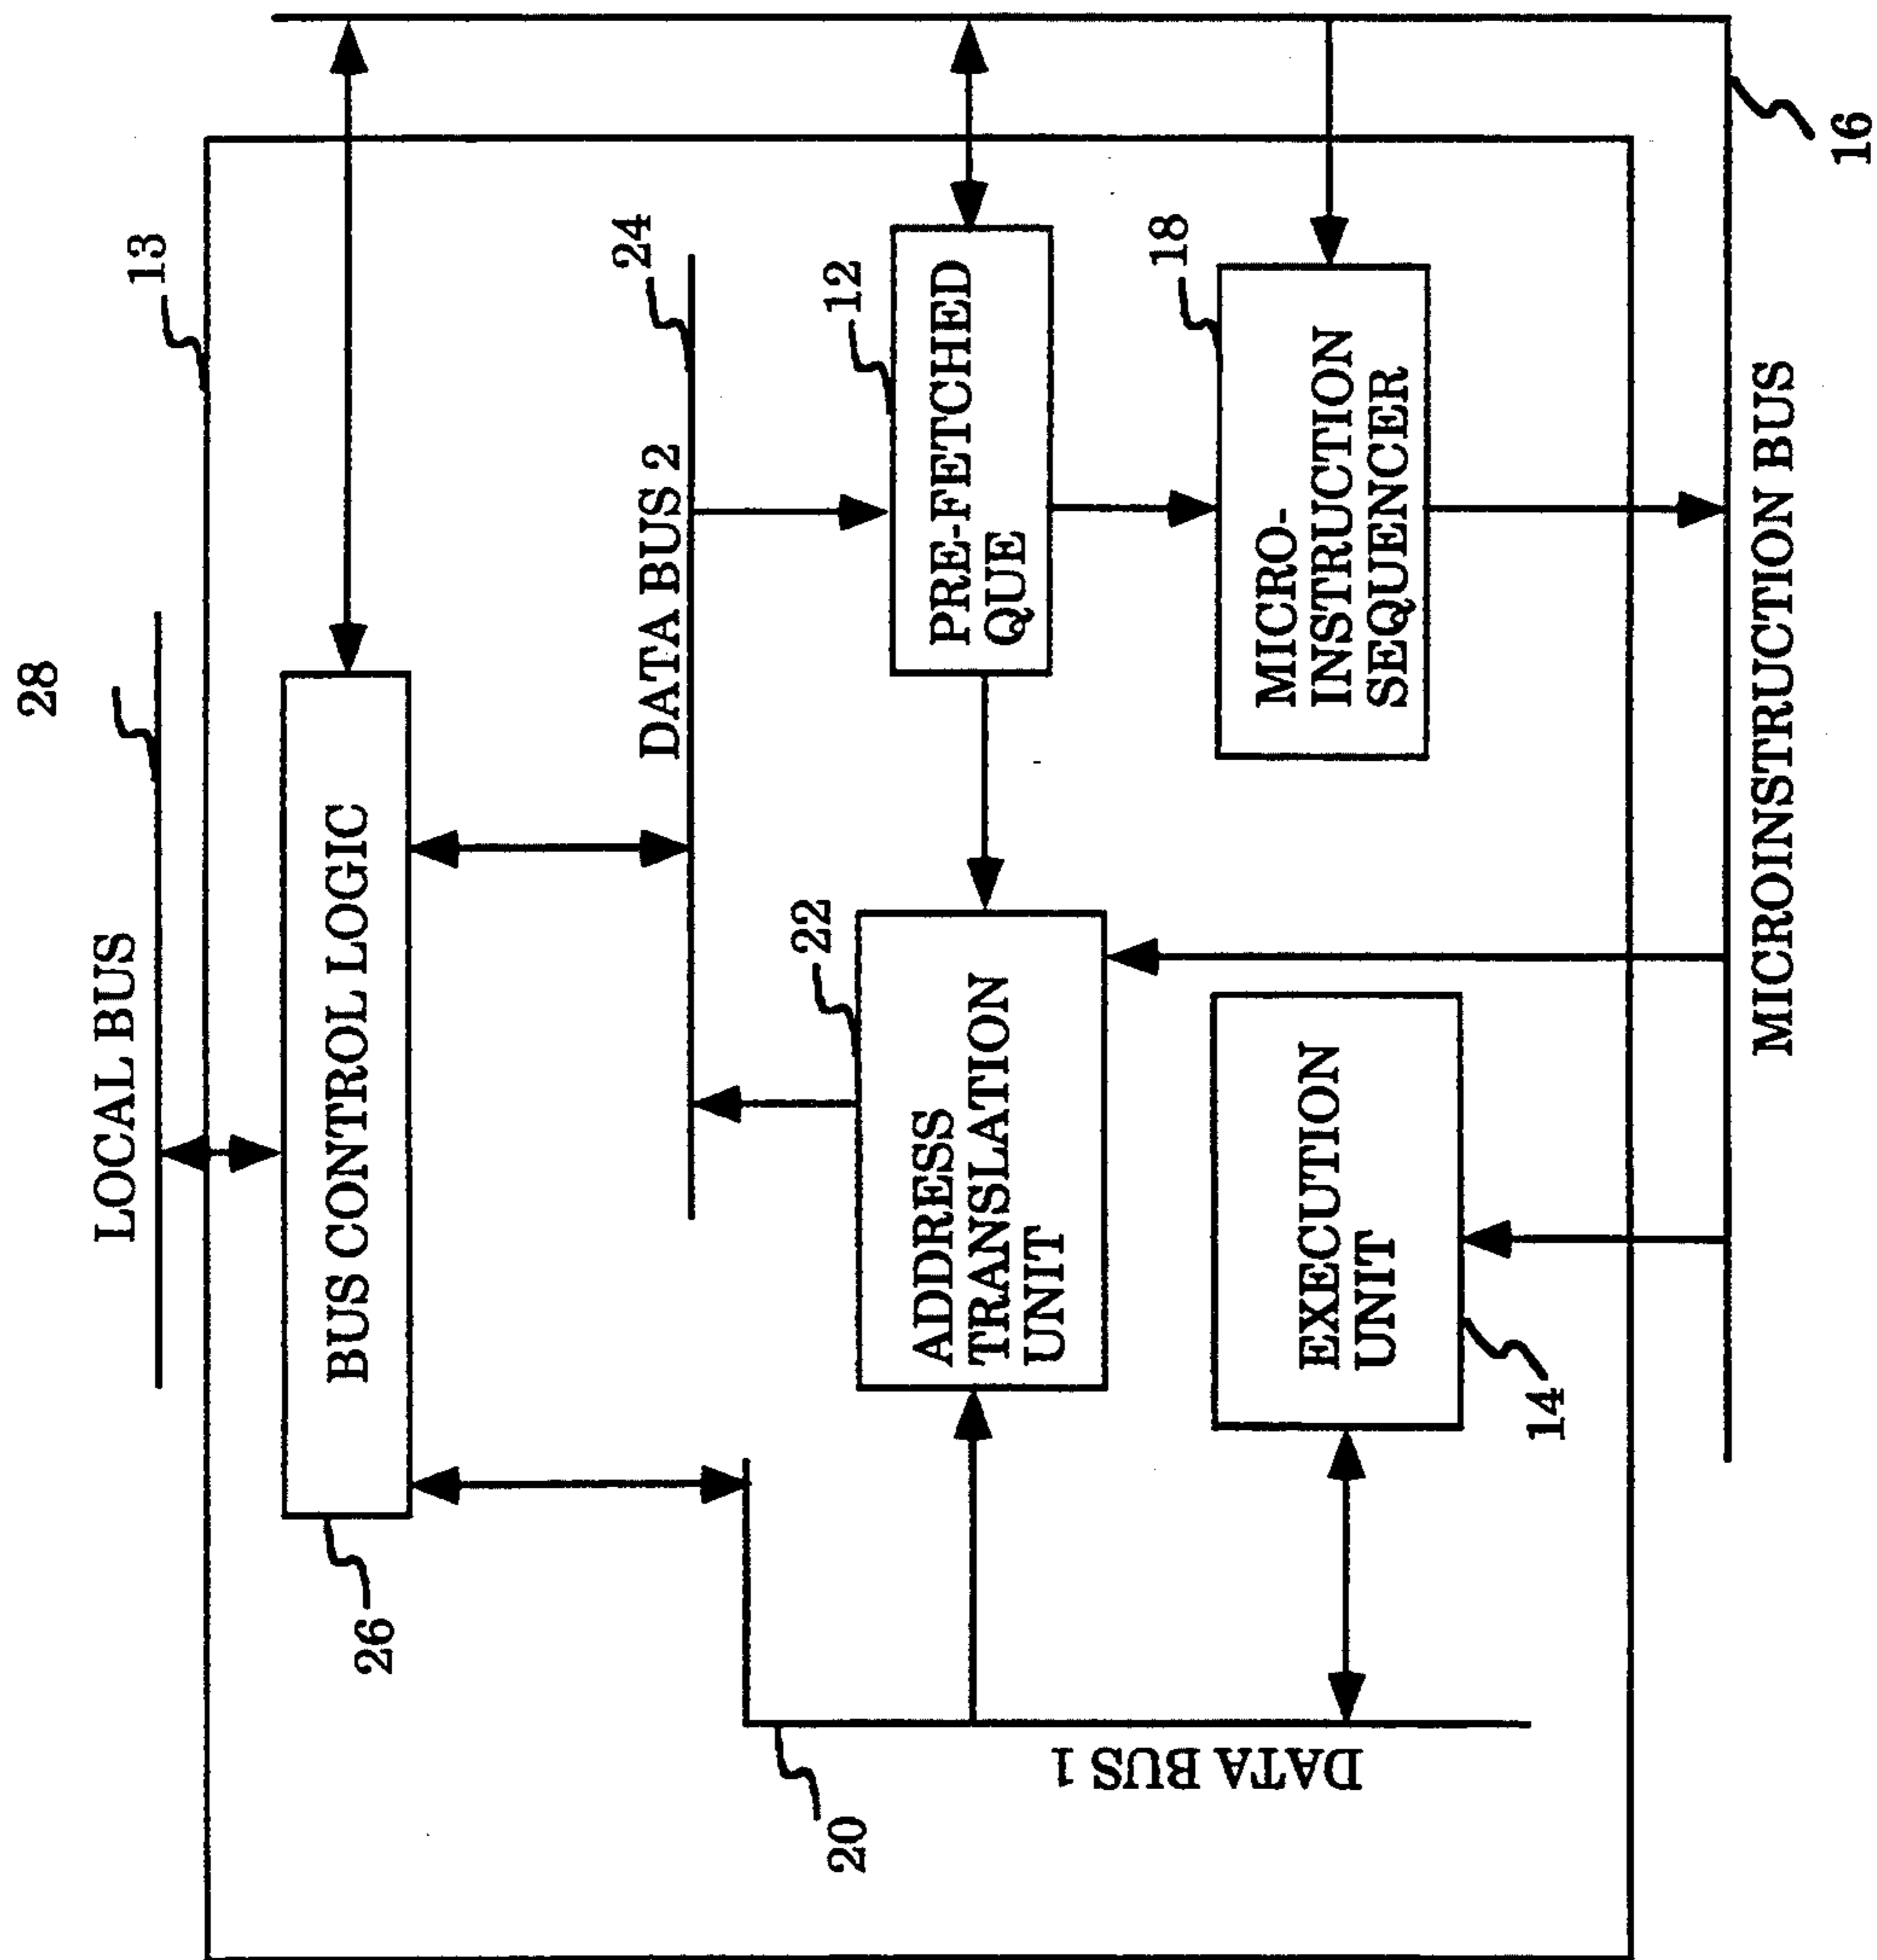 28
LOCAL BUS
13
BUS CONTROL LOGIC
26
24
DATA BUS 2
12
PRE-FETCHED
QUE
22
ADDRESS
TRANSLATION
UNIT
18
MICRO-
INSTRUCTION
SEQUENCER
EXECUTION
UNIT
14
20
DATA BUS 1
MICROINSTRUCTION BUS
16